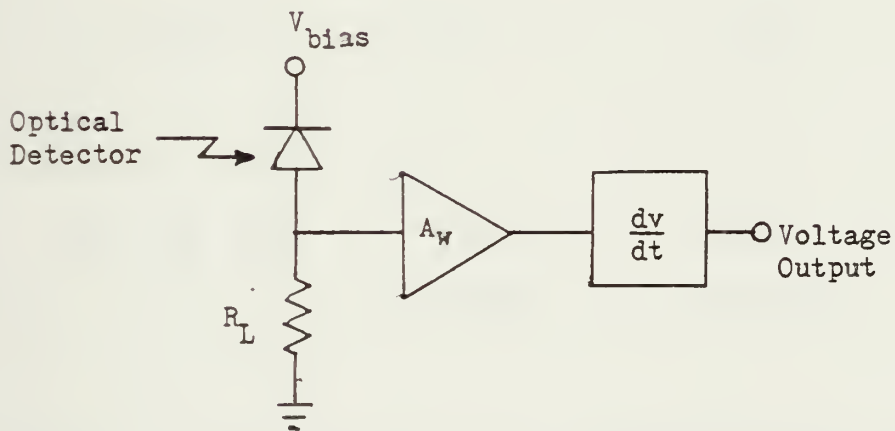 V_bias
Optical
Detector
A_w
dv
dt
Voltage
Output
R_L